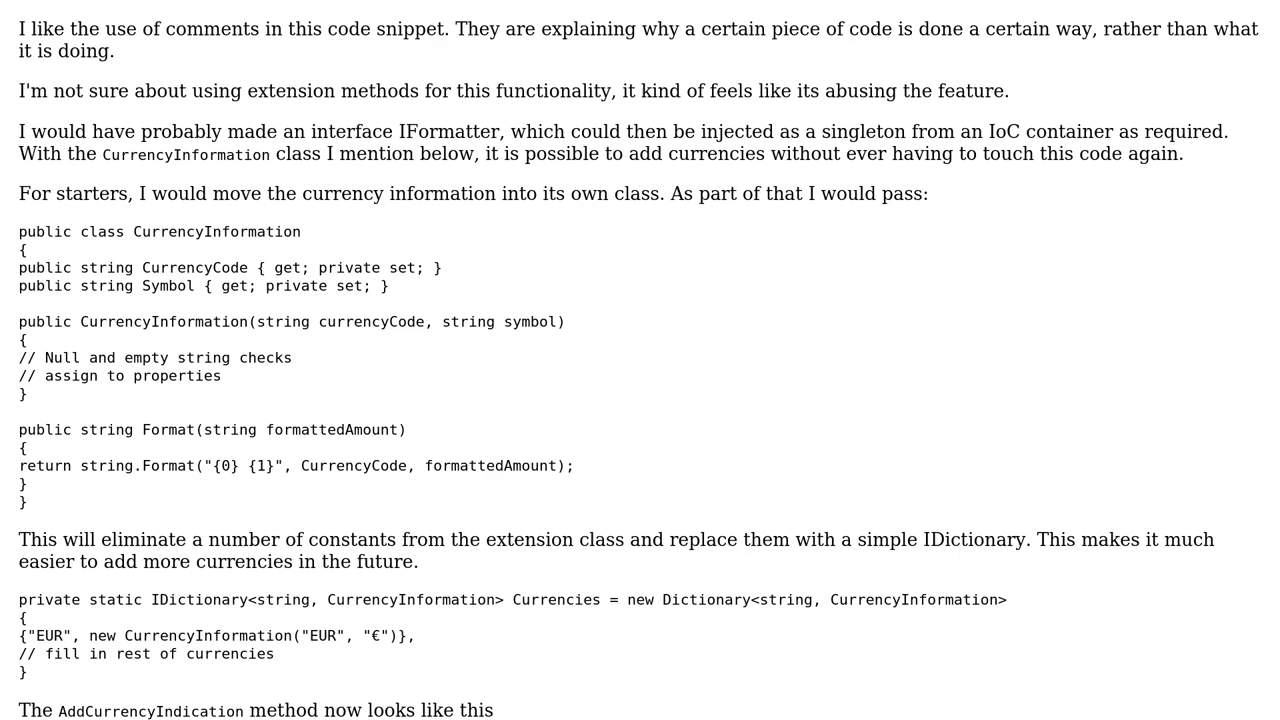 I like the use of comments in this code snippet. They are explaining why a certain piece of code is done a certain way, rather than what
it is doing.
I'm not sure about using extension methods for this functionality, it kind of feels like its abusing the feature.
I would have probably made an interface IFormatter, which could then be injected as a singleton from an IoC container as required.
With the CurrencyInformation class I mention below, it is possible to add currencies without ever having to touch this code again.
For starters, I would move the currency information into its own class. As part of that I would pass:
public class CurrencyInformation
{
public string CurrencyCode { get; private set; }
public string Symbol { get; private set; }
public CurrencyInformation(string currencyCode, string symbol)
{
// Null and empty string checks
// assign to properties
}
public string Format(string formattedAmount)
{
return string.Format("{0} {1}", CurrencyCode, formattedAmount);
}
}
This will eliminate a number of constants from the extension class and replace them with a simple IDictionary. This makes it much
easier to add more currencies in the future.
private static IDictionary<string, CurrencyInformation> Currencies = new Dictionary<string, CurrencyInformation>
{
{"EUR", new CurrencyInformation("EUR", "€")},
// fill in rest of currencies
}
The AddCurrencyIndication method now looks like this